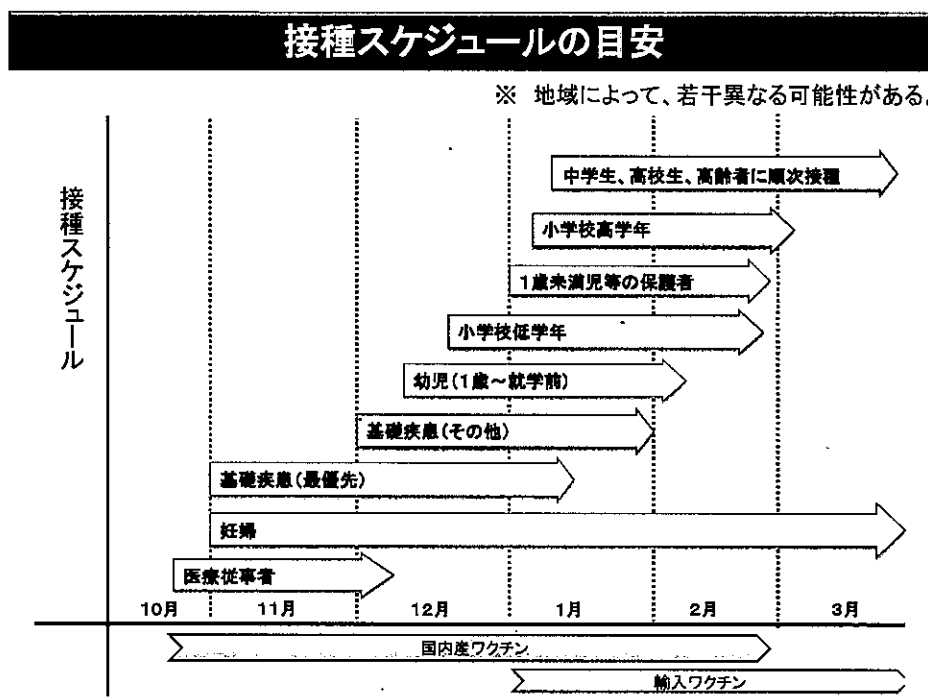 接種スケジュールの目安
※ 地域によって、若干異なる可能性がある。
接種スケジュール
中学生、高校生、高齢者に順次接種
小学校高学年
1歳未満児等の保護者
小学校低学年
幼児(1歳~就学前)
基礎疾患(その他)
基礎疾患(最優先)
妊婦
医療従事者
10月 11月 12月 1月 2月 3月
国内産ワクチン
輸入ワクチン